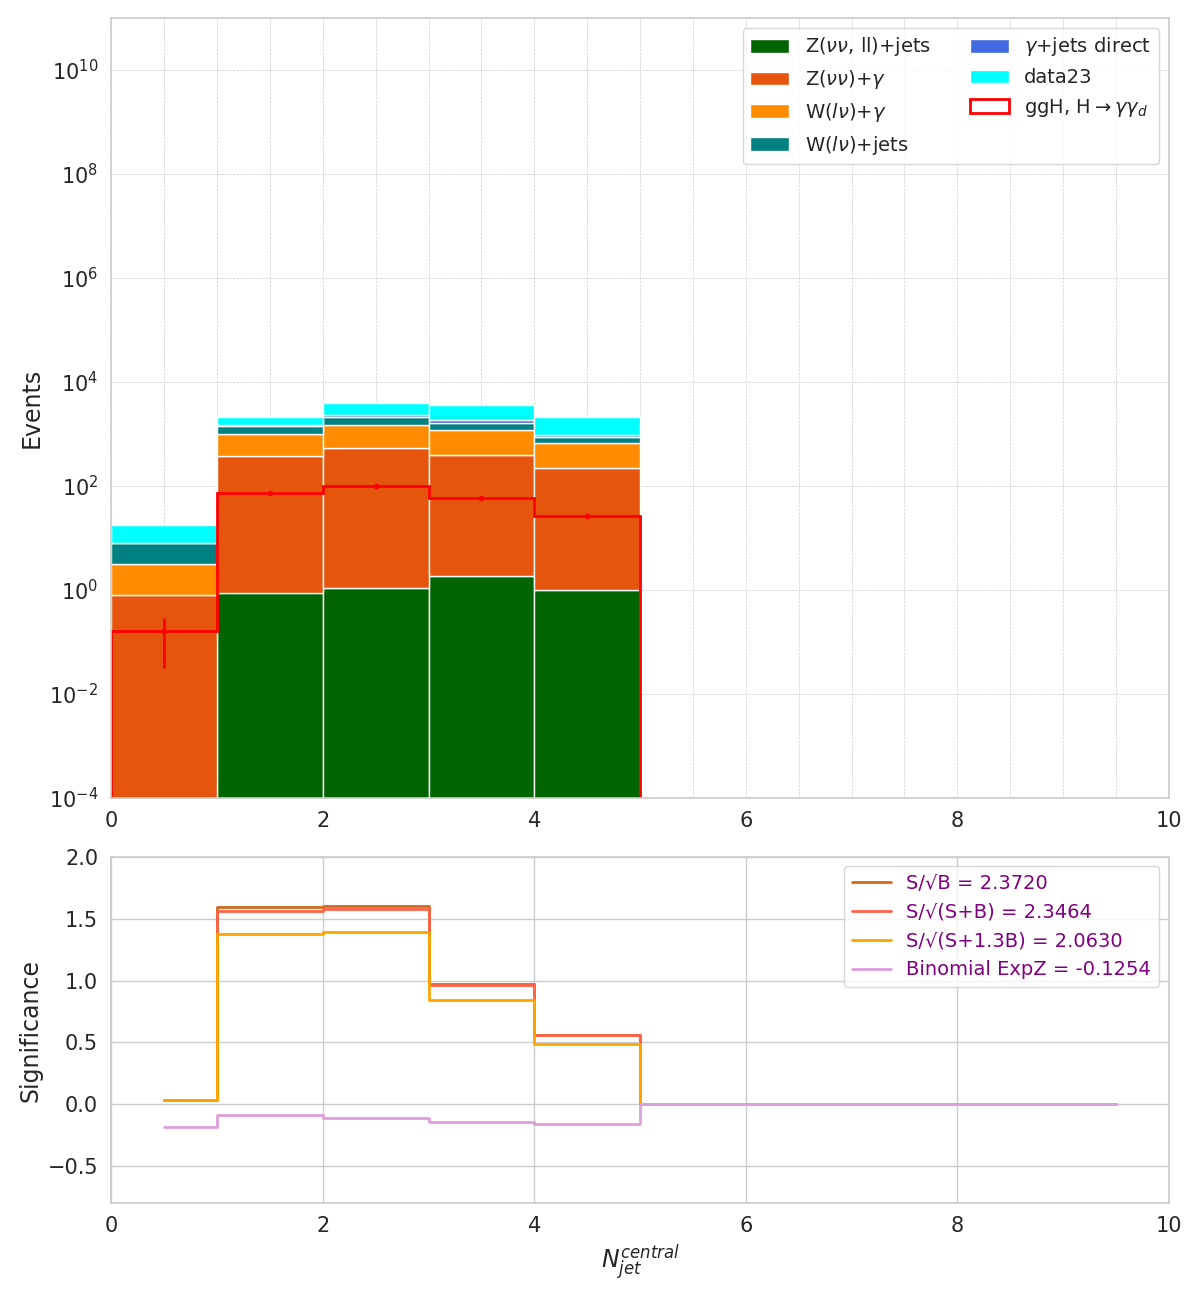 Z(νν, ll)+jets
Z(νν)+γ
W(lν)+γ
W(lν)+jets
γ+jets direct
data23
ggH, H→γγ_d
10^10
10^8
10^6
10^4
10^2
10^0
10^−2
10^−4
Events
0 2 4 6 8 10
S/√B = 2.3720
S/√(S+B) = 2.3464
S/√(S+1.3B) = 2.0630
Binomial ExpZ = -0.1254
2.0
1.5
1.0
0.5
0.0
−0.5
Significance
0 2 4 6 8 10
N_jet^central